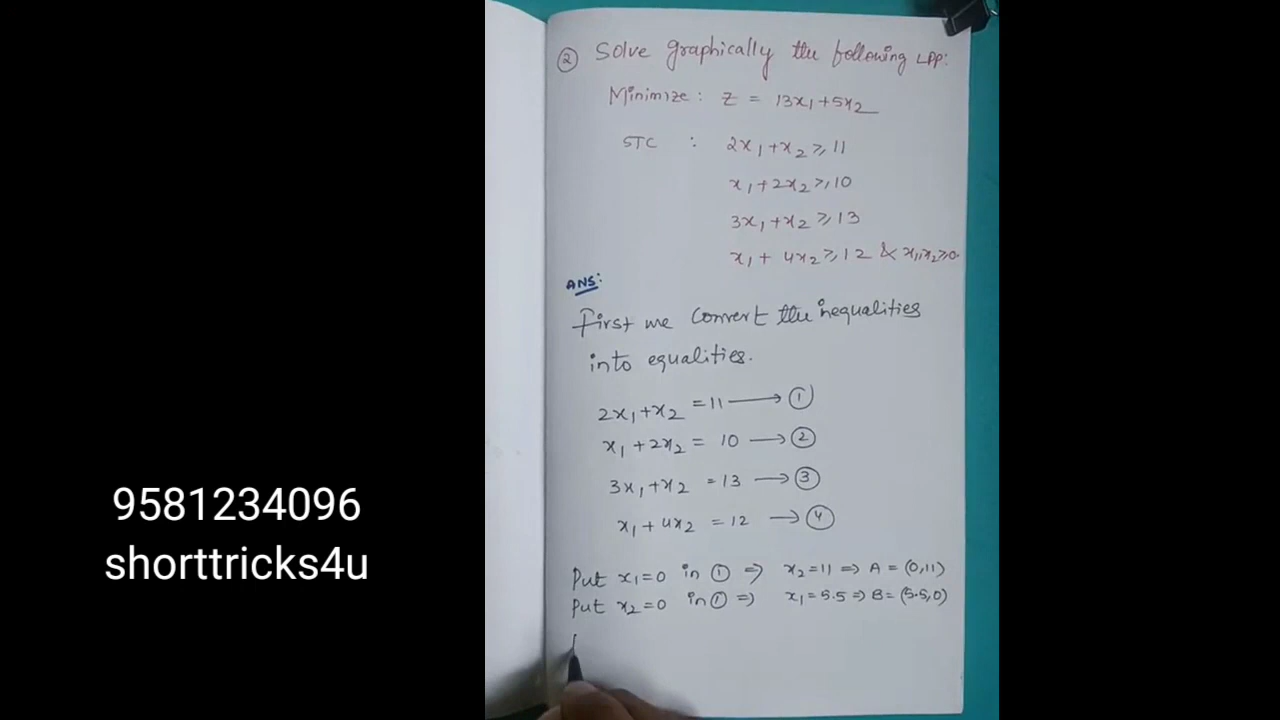 ② Solve graphically the following LPP:
Minimize : Z = 13x₁+5x₂
STC : 2x₁+x₂ ≥ 11
x₁+2x₂ ≥ 10
3x₁+x₂ ≥ 13
x₁+4x₂ ≥ 12 & x₁,x₂ ≥ 0.
ANS:
First we convert the inequalities
into equalities.
2x₁+x₂ = 11 → ①
x₁+2x₂ = 10 → ②
3x₁+x₂ = 13 → ③
x₁+4x₂ = 12 → ④
Put x₁=0 in ① ⇒ x₂=11 ⇒ A = (0,11)
Put x₂=0 in ① ⇒ x₁=5.5 ⇒ B = (5.5,0)
9581234096
shorttricks4u